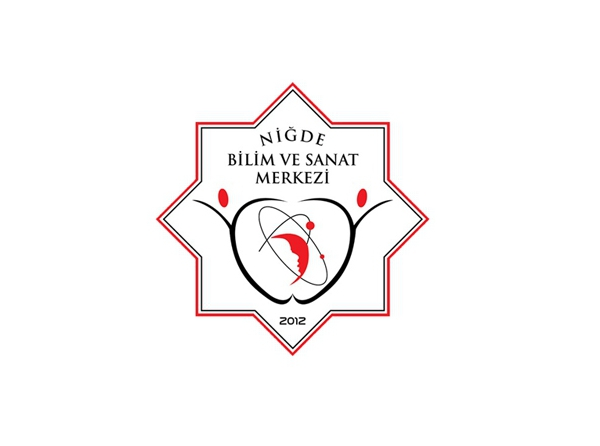 NİĞDE
BİLİM VE SANAT
MERKEZİ
2012